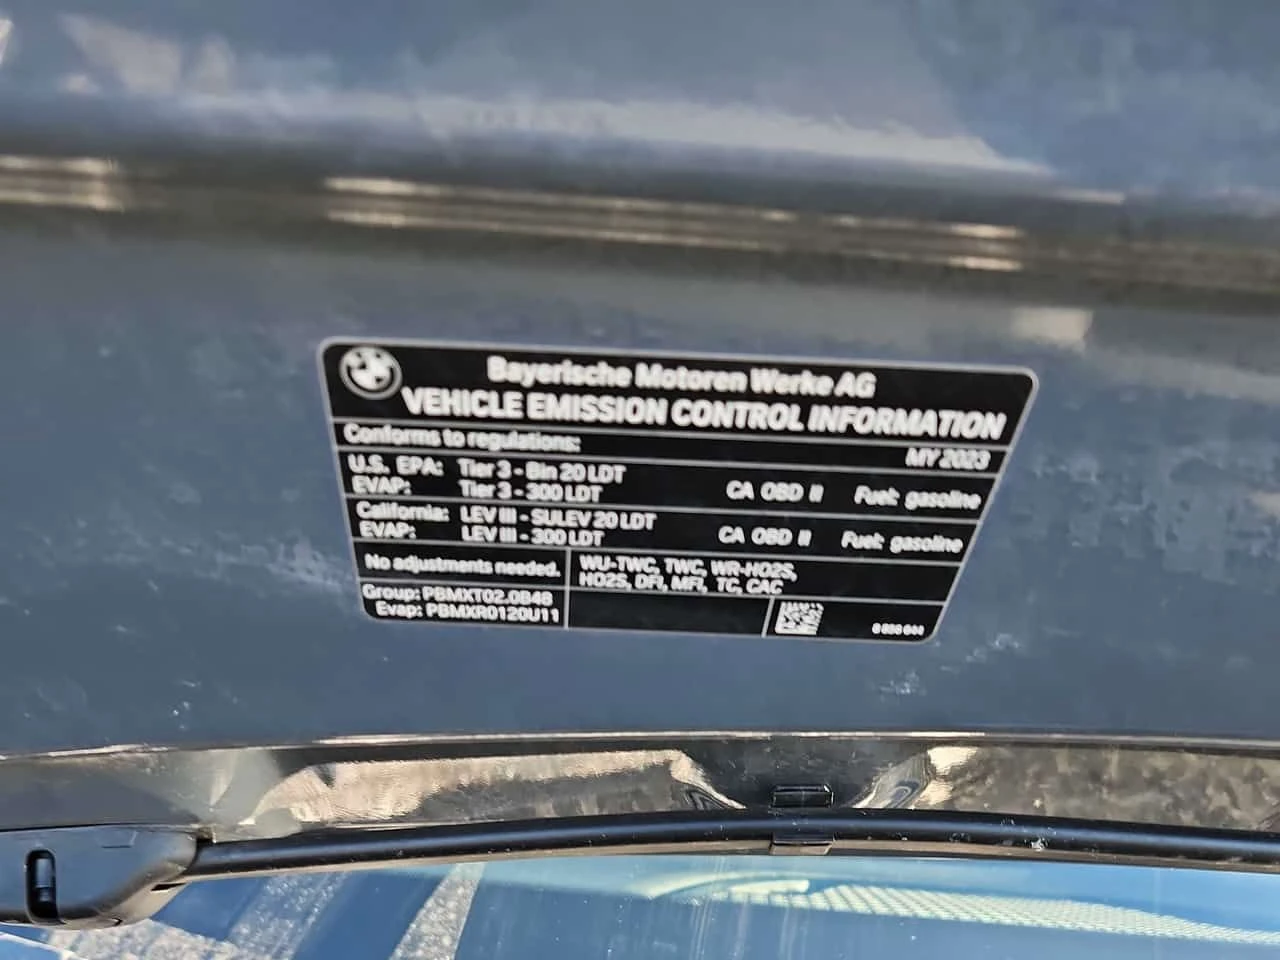 Bayerische Motoren Werke AG
VEHICLE EMISSION CONTROL INFORMATION
Conforms to regulations: MY 2023
U.S. EPA: Tier 3 - Bin 20 LDT
EVAP: Tier 3 - 300 LDT CA OBD II Fuel: gasoline
California: LEV III - SULEV 20 LDT
EVAP: LEV III - 300 LDT CA OBD II Fuel: gasoline
No adjustments needed. WU-TWC, TWC, WR-HO2S,
HO2S, DFI, MFI, TC, CAC
Group: PBMXT02.0B4B
Evap: PBMXR0120U11